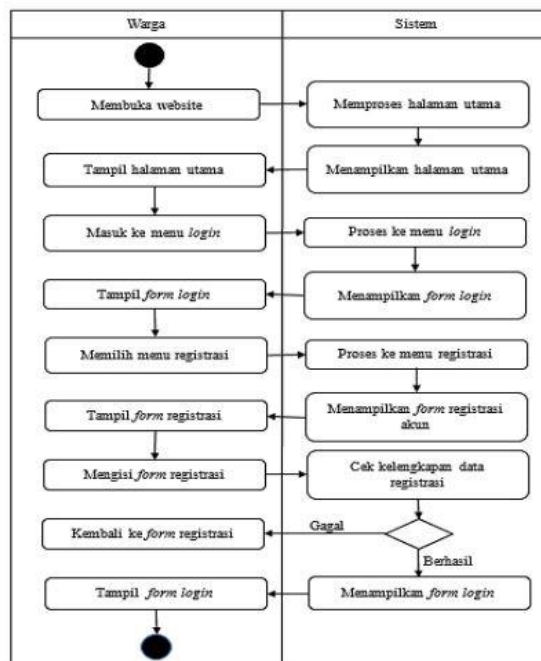 Warga
Sistem
Membuka website
Memproses halaman utama
Tampil halaman utama
Menampilkan halaman utama
Masuk ke menu login
Proses ke menu login
Tampil form login
Menampilkan form login
Memilih menu registrasi
Proses ke menu registrasi
Tampil form registrasi
Menampilkan form registrasi
akun
Mengisi form registrasi
Cek kelengkapan data
registrasi
Kembali ke form registrasi
Gagal
Berhasil
Tampil form login
Menampilkan form login